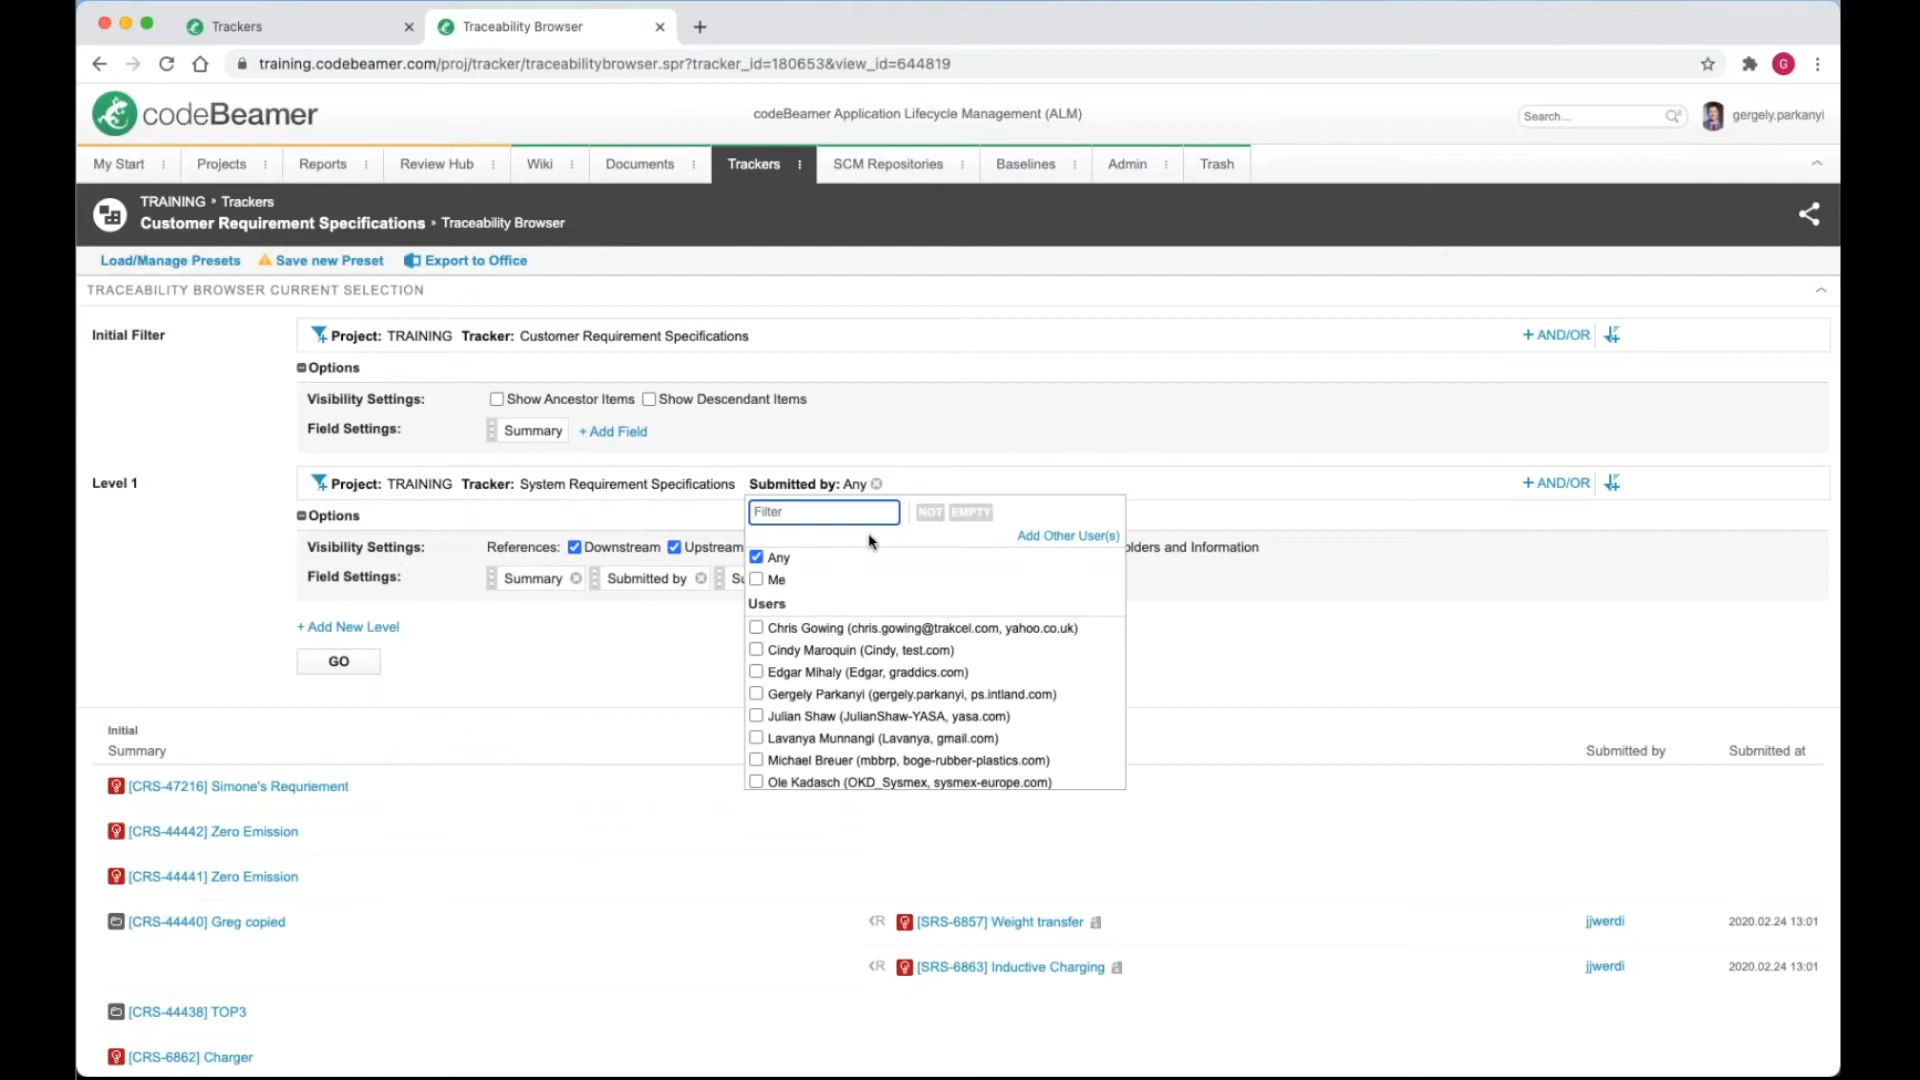 Trackers
Traceability Browser
training.codebeamer.com/proj/tracker/traceabilitybrowser.spr?tracker_id=180653&view_id=644819
G
codeBeamer
codeBeamer Application Lifecycle Management (ALM)
Search...
gergely.parkanyi
My Start Projects Reports Review Hub Wiki Documents Trackers SCM Repositories Baselines Admin Trash
TRAINING • Trackers
Customer Requirement Specifications • Traceability Browser
Load/Manage Presets Save new Preset Export to Office
TRACEABILITY BROWSER CURRENT SELECTION
Initial Filter Project: TRAINING Tracker: Customer Requirement Specifications + AND/OR
Options
Visibility Settings: Show Ancestor Items Show Descendant Items
Field Settings: Summary + Add Field
Level 1 Project: TRAINING Tracker: System Requirement Specifications Submitted by: Any + AND/OR
Options
Filter NOT EMPTY
Add Other User(s)
Visibility Settings: References: Downstream Upstream olders and Information
Field Settings: Summary Submitted by Su
Any
Me
Users
Chris Gowing (chris.gowing@trakcel.com, yahoo.co.uk)
Cindy Maroquin (Cindy, test.com)
Edgar Mihaly (Edgar, graddics.com)
Gergely Parkanyi (gergely.parkanyi, ps.intland.com)
Julian Shaw (JulianShaw-YASA, yasa.com)
Lavanya Munnangi (Lavanya, gmail.com)
Michael Breuer (mbbrp, boge-rubber-plastics.com)
Ole Kadasch (OKD_Sysmex, sysmex-europe.com)
+ Add New Level
GO
Initial
Summary Submitted by Submitted at
[CRS-47216] Simone's Requriement
[CRS-44442] Zero Emission
[CRS-44441] Zero Emission
[CRS-44440] Greg copied R [SRS-6857] Weight transfer jjwerdi 2020.02.24 13:01
R [SRS-6863] Inductive Charging jjwerdi 2020.02.24 13:01
[CRS-44438] TOP3
[CRS-6862] Charger